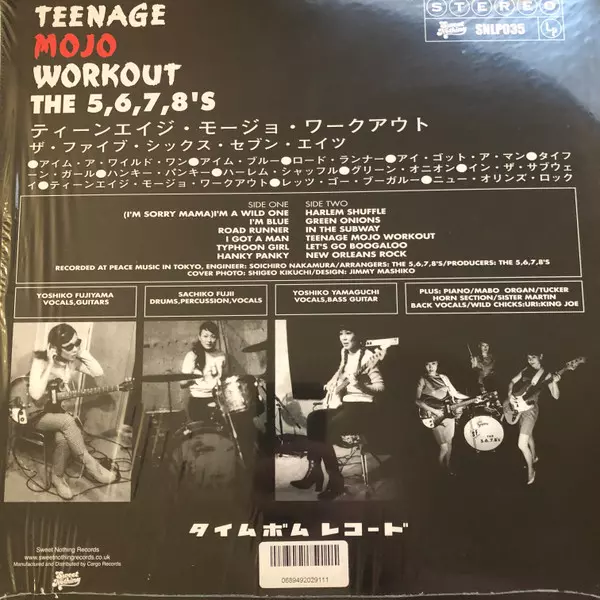 TEENAGE
MOJO
WORKOUT
THE 5,6,7,8'S
STEREO
Sweet Nothing
SNLP035
LP
ティーンエイジ・モージョ・ワークアウト
ザ・ファイブ・シックス・セブン・エイツ
●アイム・ア・ワイルド・ワン●アイム・ブルー●ロード・ランナー●アイ・ゴット・ア・マン●タイフ
ーン・ガール●ハンキー・パンキー●ハーレム・シャッフル●グリーン・オニオン●イン・ザ・サブウェ
イ●ティーンエイジ・モージョ・ワークアウト●レッツ・ゴー・ブーガルー●ニュー・オリンズ・ロック
SIDE ONE
(I'M SORRY MAMA)I'M A WILD ONE
I'M BLUE
ROAD RUNNER
I GOT A MAN
TYPHOON GIRL
HANKY PANKY
SIDE TWO
HARLEM SHUFFLE
GREEN ONIONS
IN THE SUBWAY
TEENAGE MOJO WORKOUT
LET'S GO BOOGALOO
NEW ORLEANS ROCK
RECORDED AT PEACE MUSIC IN TOKYO, ENGINEER: SOICHIRO NAKAMURA/ARRANGERS: THE 5,6,7,8'S/PRODUCERS: THE 5,6,7,8'S
COVER PHOTO: SHIGEO KIKUCHI/DESIGN: JIMMY MASHIKO
YOSHIKO FUJIYAMA
VOCALS,GUITARS
SACHIKO FUJII
DRUMS,PERCUSSION,VOCALS
YOSHIKO YAMAGUCHI
VOCALS,BASS GUITAR
PLUS: PIANO/MABO ORGAN/TUCKER
HORN SECTION/SISTER MARTIN
BACK VOCALS/WILD CHICKS:URI:KING JOE
THE
5,6,7,8's
タイムボム レコード
Sweet Nothing Records
www.sweetnothingrecords.co.uk
Manufactured and Distributed by Cargo Records
0689492029111
Sweet Nothing